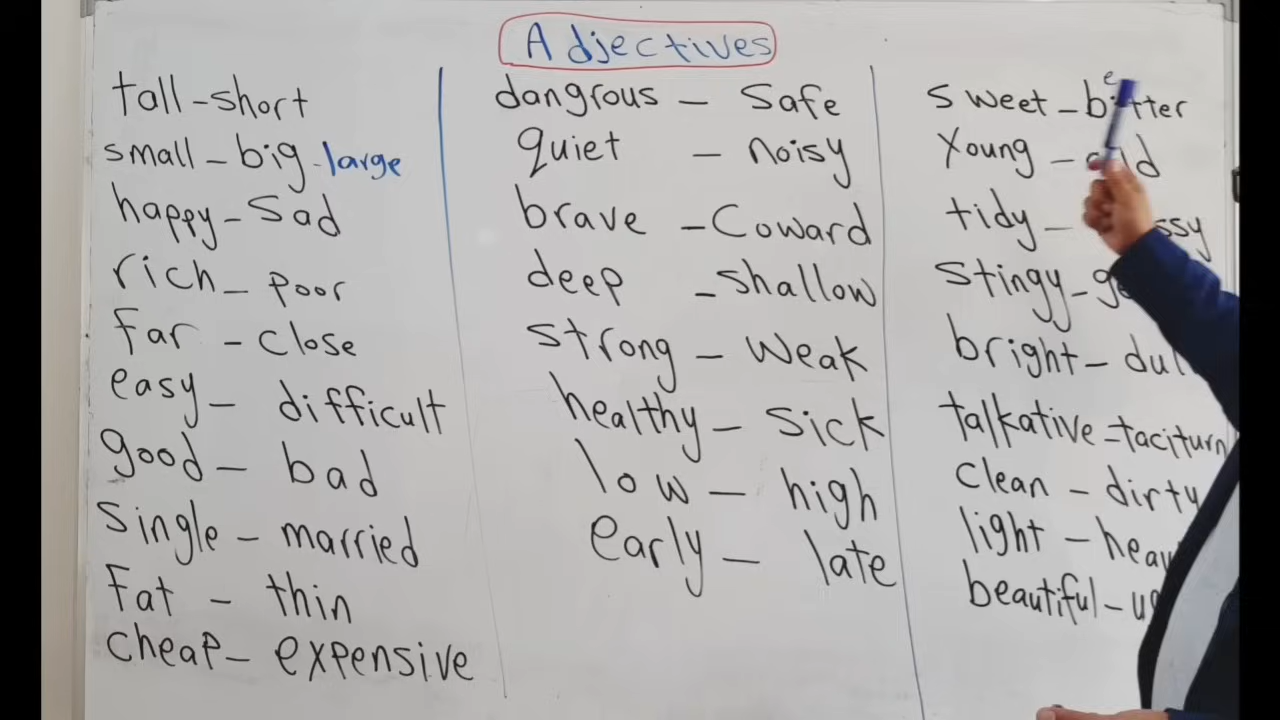 Adjectives
tall - short
small - big - large
happy - Sad
rich - poor
far - close
easy - difficult
good - bad
Single - married
Fat - thin
cheap - expensive
dangrous - Safe
quiet - noisy
brave - Coward
deep - shallow
strong - Weak
healthy - Sick
low - high
early - late
Sweet - bitter
e
Young -
tidy -
Stingy -
bright -
talkative - taciturn
Clean - dirty
light -
beautiful -